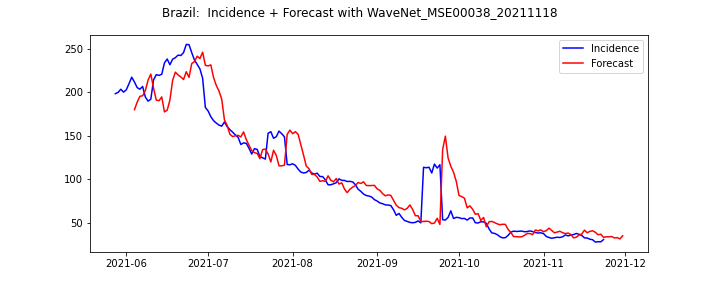 Brazil:  Incidence + Forecast with WaveNet_MSE00038_20211118
Incidence
Forecast
250
200
150
100
50
2021-06 2021-07 2021-08 2021-09 2021-10 2021-11 2021-12